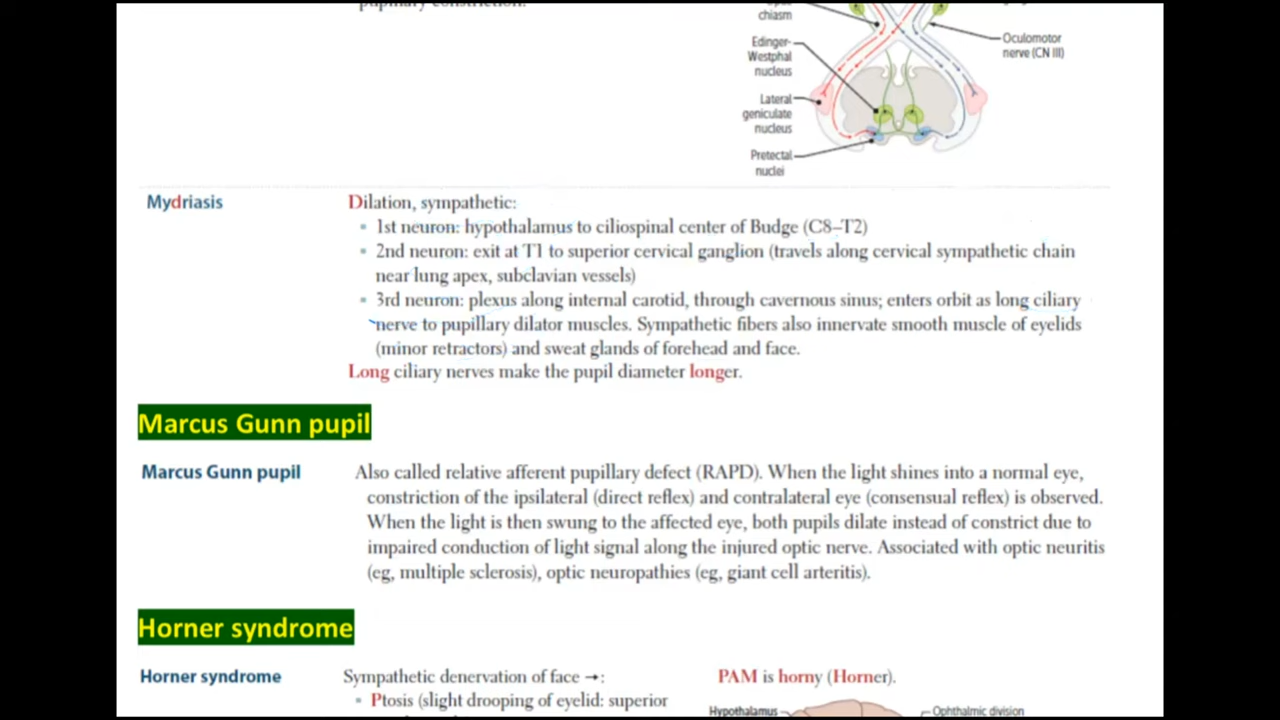 chiasm
Edinger-
Westphal
nucleus
Oculomotor
nerve (CN III)
Lateral
geniculate
nucleus
Pretectal
nuclei
Mydriasis
Dilation, sympathetic:
▪ 1st neuron: hypothalamus to ciliospinal center of Budge (C8–T2)
▪ 2nd neuron: exit at T1 to superior cervical ganglion (travels along cervical sympathetic chain
near lung apex, subclavian vessels)
▪ 3rd neuron: plexus along internal carotid, through cavernous sinus; enters orbit as long ciliary
nerve to pupillary dilator muscles. Sympathetic fibers also innervate smooth muscle of eyelids
(minor retractors) and sweat glands of forehead and face.
Long ciliary nerves make the pupil diameter longer.
Marcus Gunn pupil
Marcus Gunn pupil
Also called relative afferent pupillary defect (RAPD). When the light shines into a normal eye,
constriction of the ipsilateral (direct reflex) and contralateral eye (consensual reflex) is observed.
When the light is then swung to the affected eye, both pupils dilate instead of constrict due to
impaired conduction of light signal along the injured optic nerve. Associated with optic neuritis
(eg, multiple sclerosis), optic neuropathies (eg, giant cell arteritis).
Horner syndrome
Horner syndrome
Sympathetic denervation of face →:
▪ Ptosis (slight drooping of eyelid: superior
PAM is horny (Horner).
Hypothalamus
Ophthalmic division